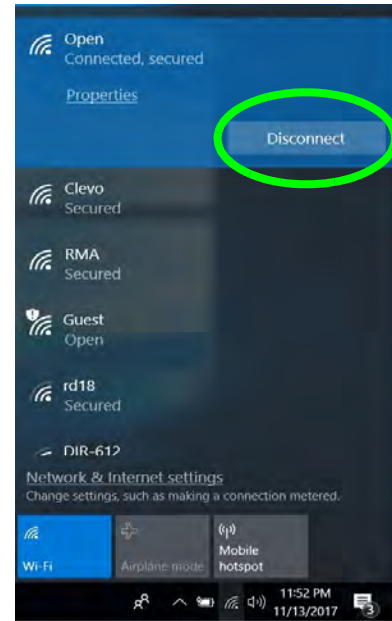 Open
Connected, secured
Properties
Disconnect
Clevo
Secured
RMA
Secured
Guest
Open
rd18
Secured
DIR-612
Network & Internet settings
Change settings, such as making a connection metered.
Wi-Fi
Airplane mode
Mobile
hotspot
11:52 PM
11/13/2017
3